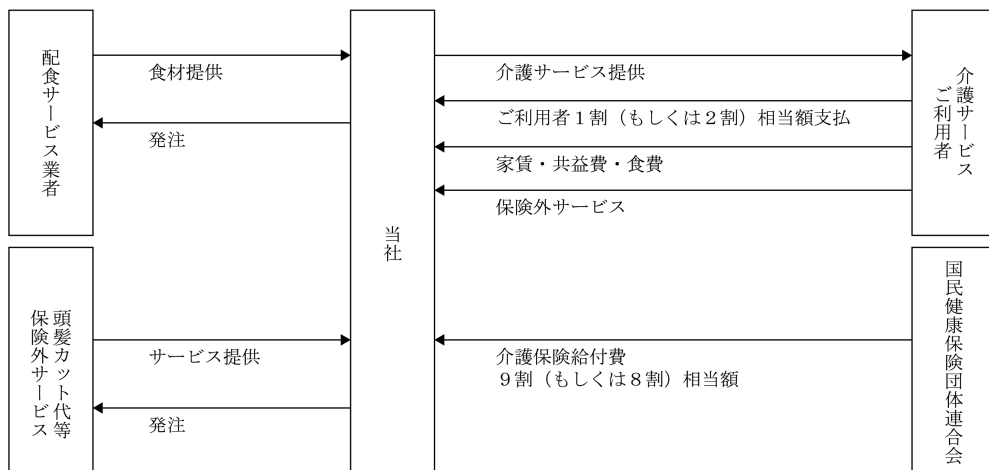 配食サービス業者
食材提供
発注
当社
介護サービス提供
ご利用者１割（もしくは２割）相当額支払
家賃・共益費・食費
保険外サービス
介護サービス
ご利用者
頭髪カット代等
保険外サービス
サービス提供
発注
介護保険給付費
９割（もしくは８割）相当額
国民健康保険団体連合会